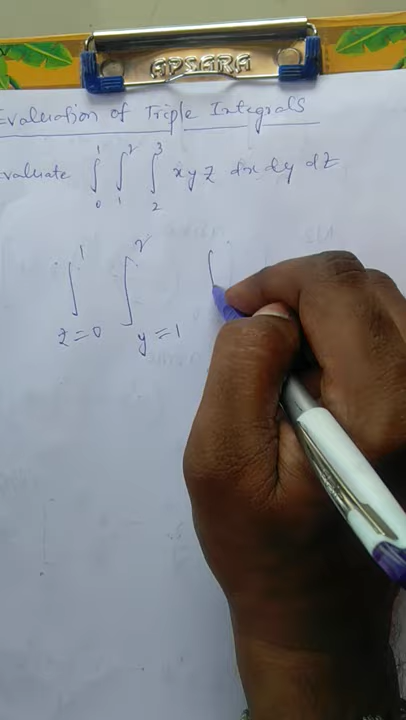 APSARA
Evaluation of Triple Integrals
Evaluate ∫₀¹ ∫₁² ∫₂³ xyz dx dy dz
∫_{z=0}^{1} ∫_{y=1}^{2} ∫